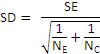 SD = SE / √(1/N_E + 1/N_C)